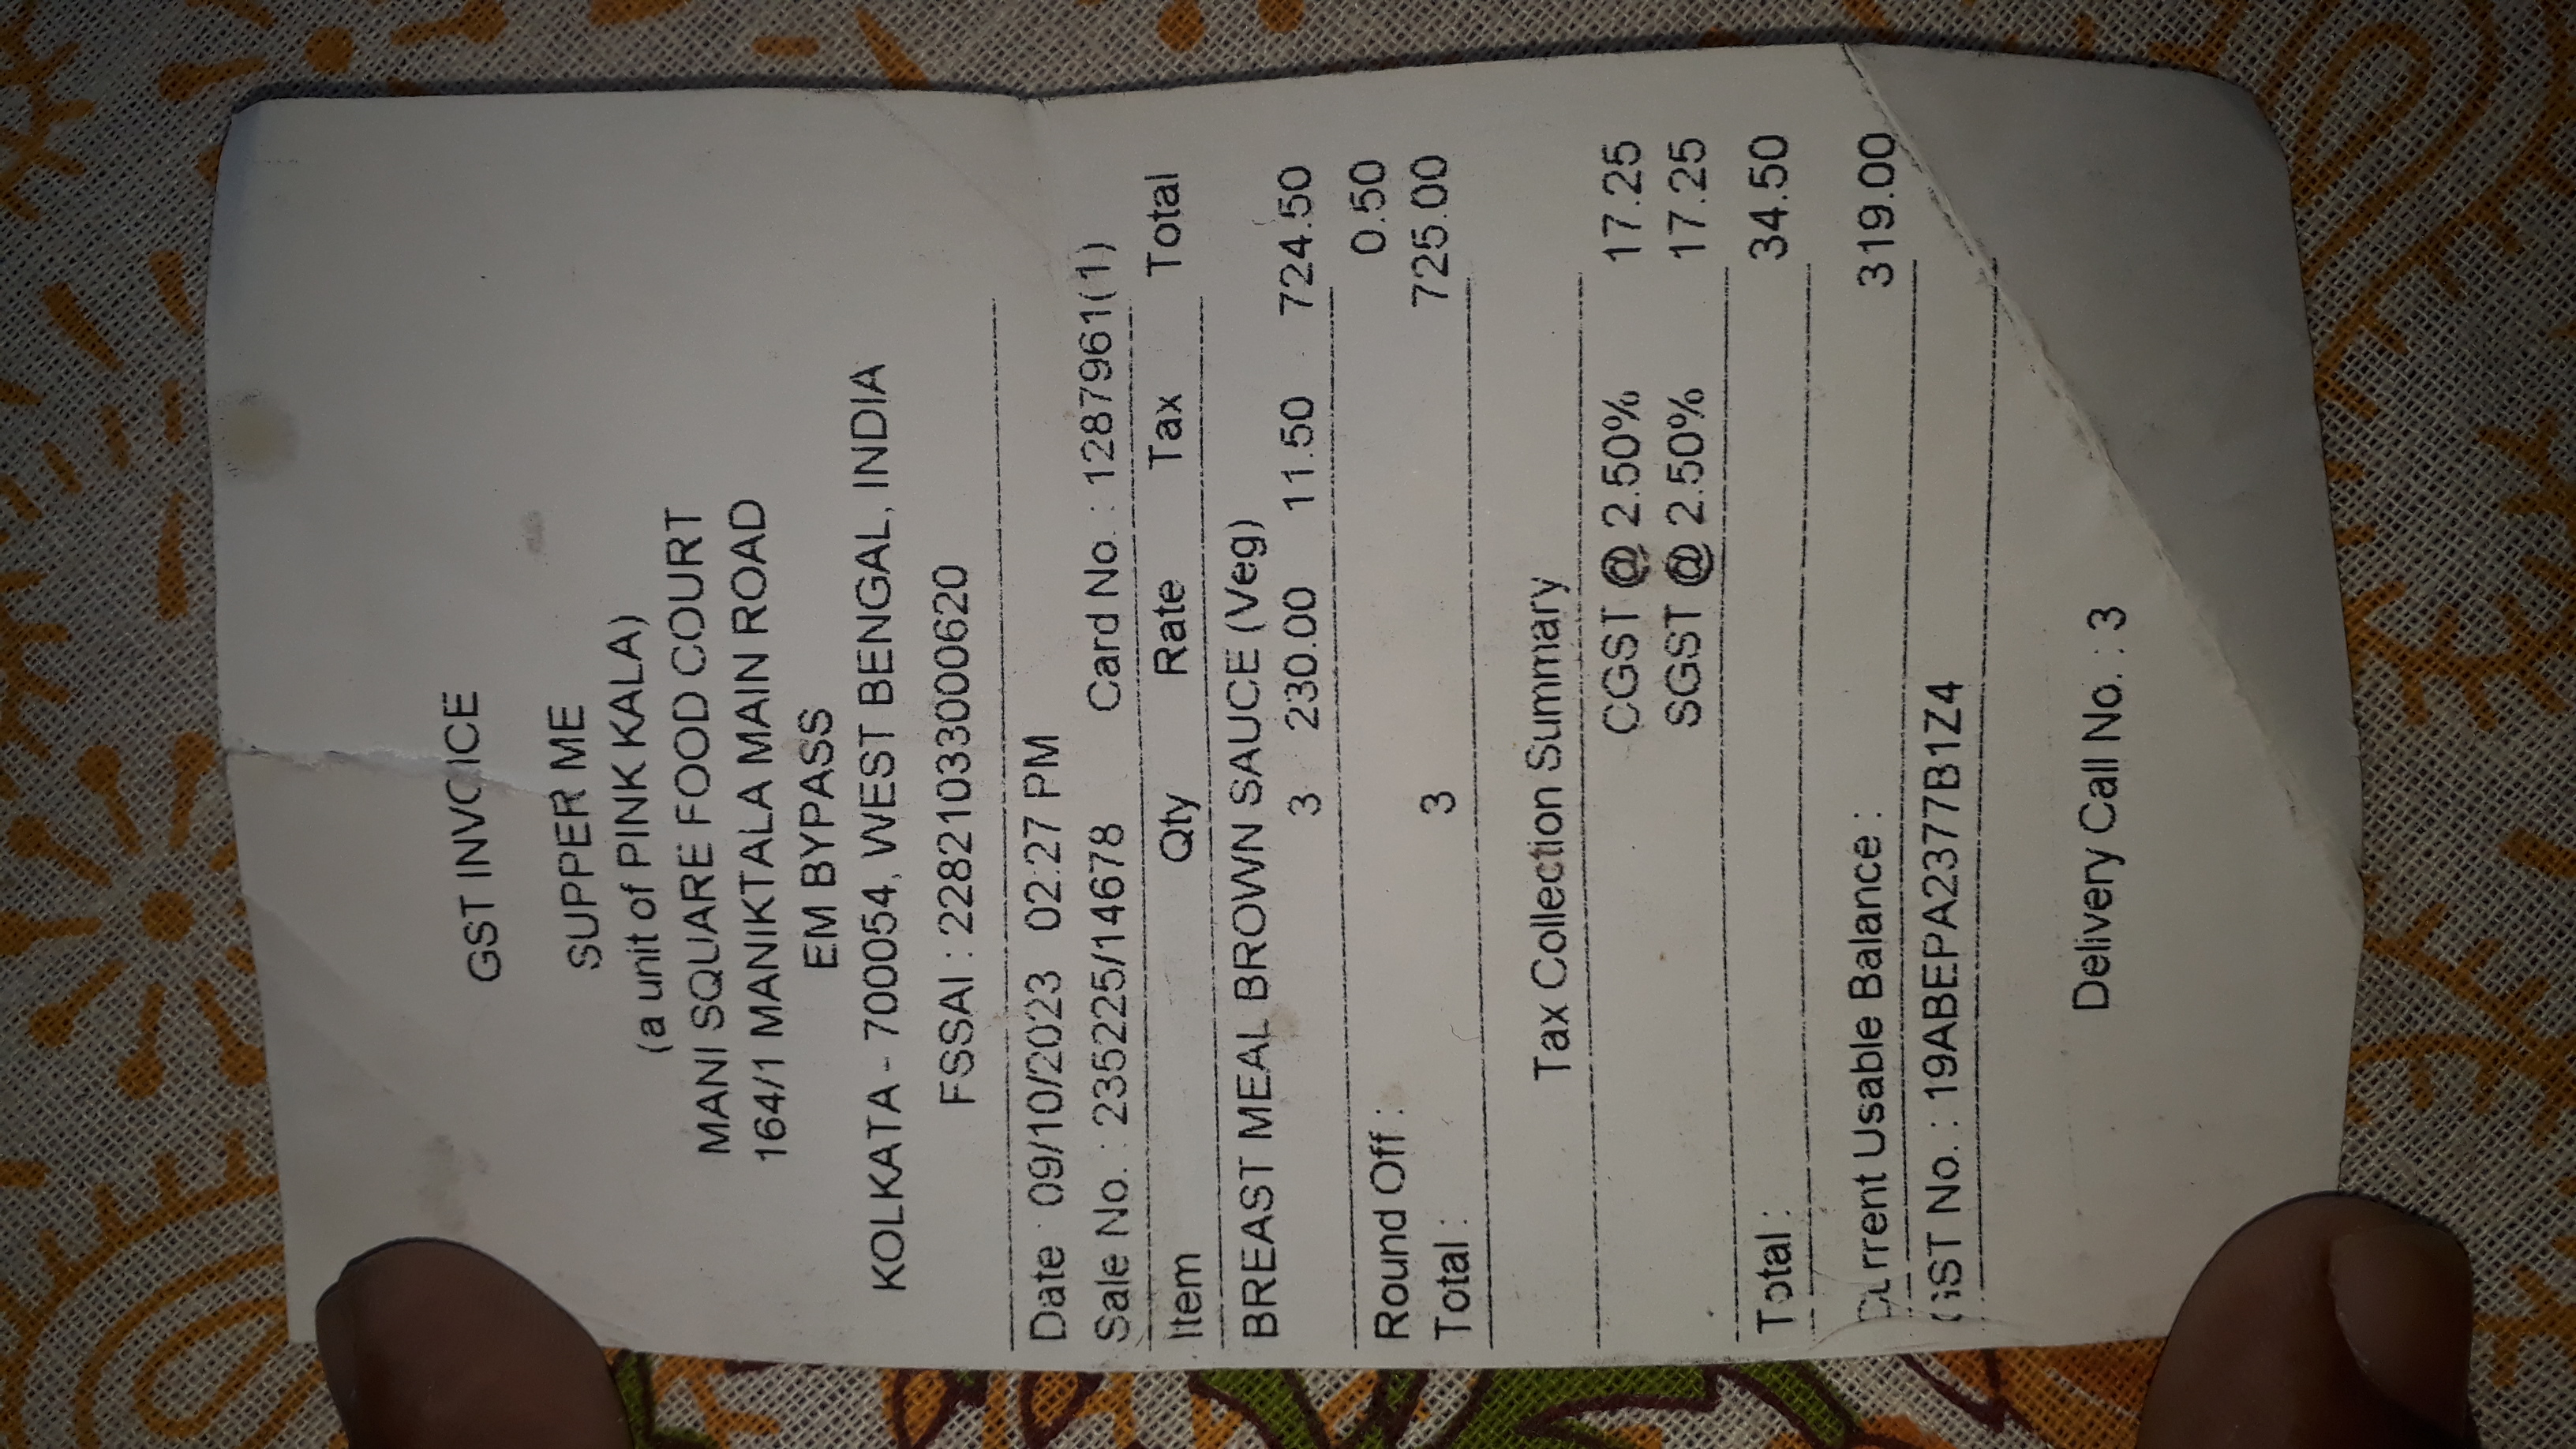 GST INVOICE
SUPPER ME
(a unit of PINK KALA)
MANI SQUARE FOOD COURT
164/1 MANIKTALA MAIN ROAD
EM BYPASS
KOLKATA - 700054, WEST BENGAL, INDIA
FSSAI : 22821033000620
Date : 09/10/2023 02:27 PM
Sale No. : 235225/14678 Card No. : 1287961(1)
Item Qty Rate Tax Total
BREAST MEAL BROWN SAUCE (Veg)
3 230.00 11.50 724.50
Round Off : 0.50
Total : 3 725.00
Tax Collection Summary
CGST @ 2.50% 17.25
SGST @ 2.50% 17.25
Total : 34.50
Current Usable Balance : 319.00
GST No. : 19ABEPA2377B1Z4
Delivery Call No. : 3